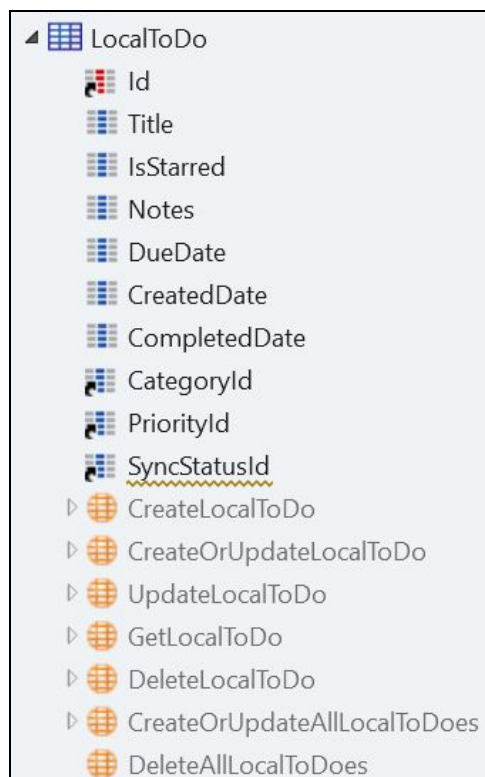 LocalToDo
Id
Title
IsStarred
Notes
DueDate
CreatedDate
CompletedDate
CategoryId
PriorityId
SyncStatusId
CreateLocalToDo
CreateOrUpdateLocalToDo
UpdateLocalToDo
GetLocalToDo
DeleteLocalToDo
CreateOrUpdateAllLocalToDoes
DeleteAllLocalToDoes